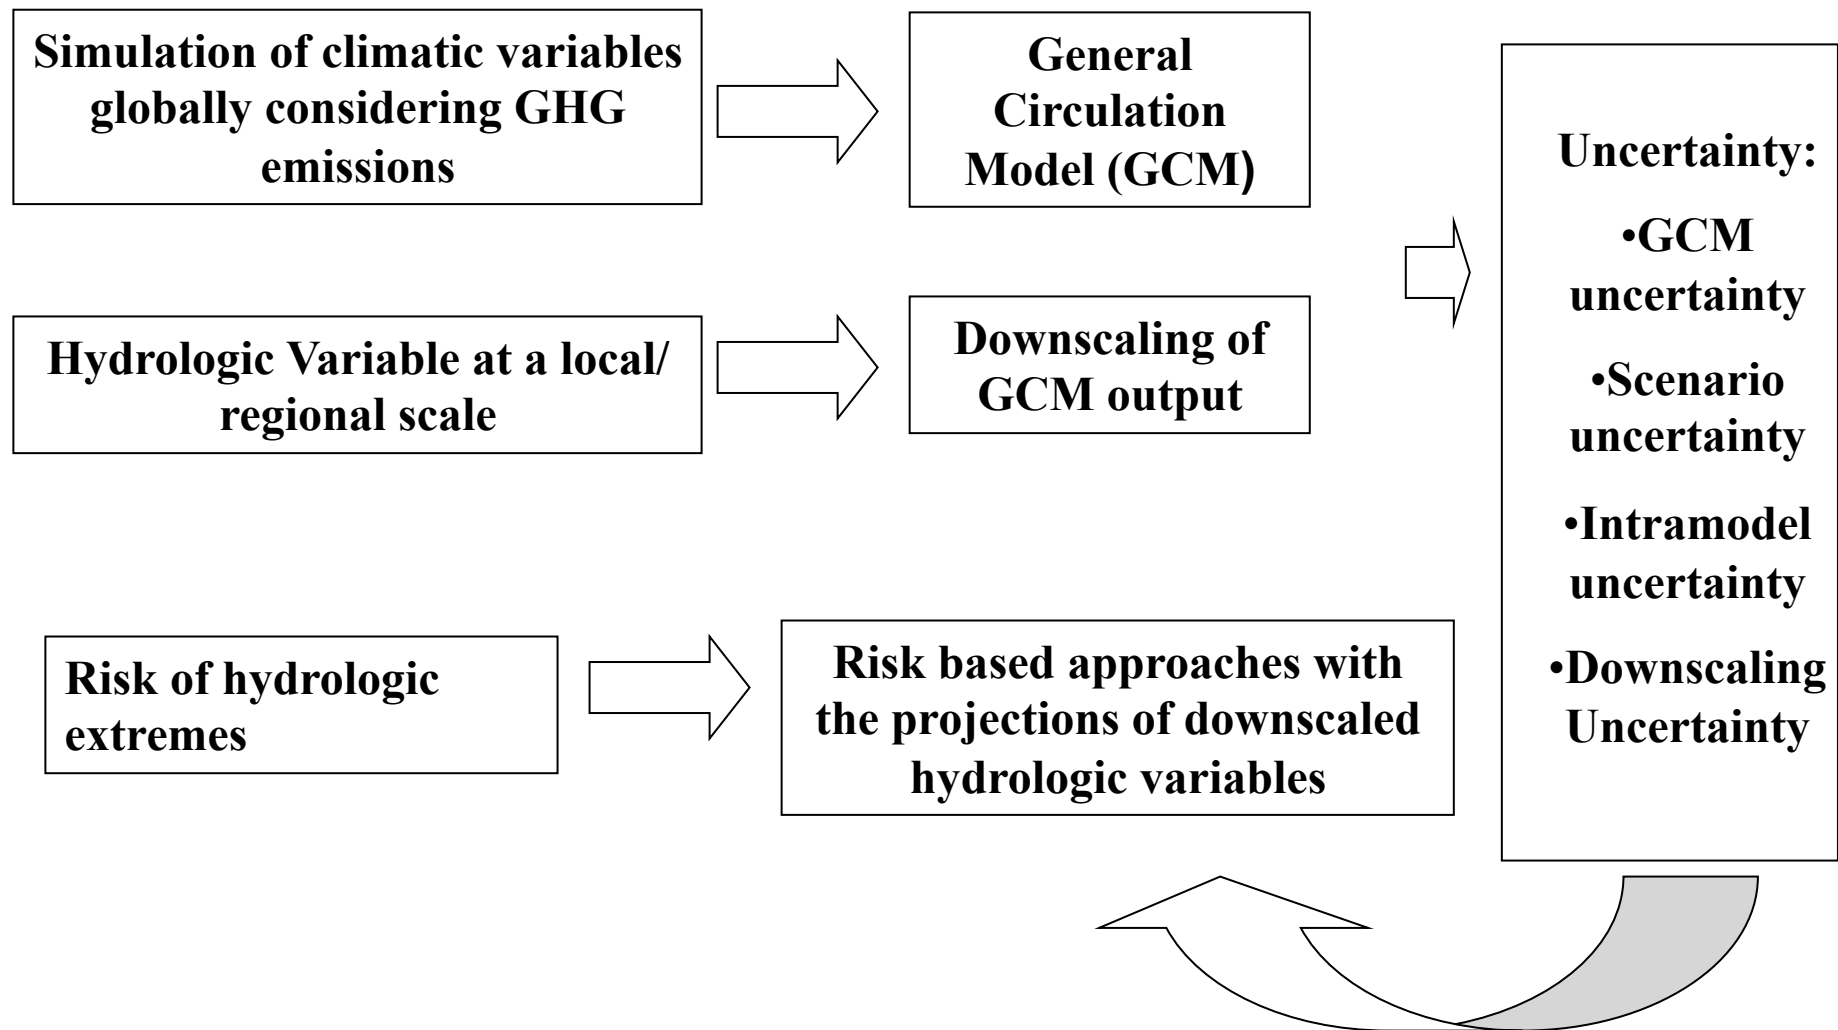 Simulation of climatic variables
globally considering GHG
emissions
General
Circulation
Model (GCM)
Hydrologic Variable at a local/
regional scale
Downscaling of
GCM output
Risk of hydrologic
extremes
Risk based approaches with
the projections of downscaled
hydrologic variables
Uncertainty:
•GCM
uncertainty
•Scenario
uncertainty
•Intramodel
uncertainty
•Downscaling
Uncertainty